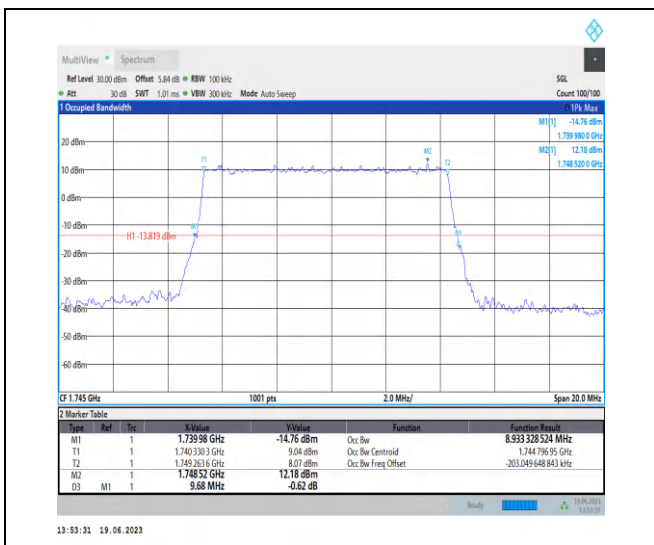 MultiView Spectrum
Ref Level 30.00 dBm Offset 5.84 dB RBW 100 kHz SGL
Att 30 dB SWT 1.01 ms VBW 300 kHz Mode Auto Sweep Count 100/100
1 Occupied Bandwidth 1Pk Max
M1[1] -14.76 dBm
1.739 980 0 GHz
M2[1] 12.18 dBm
1.748 520 0 GHz
20 dBm
M2
T1
T2
10 dBm
0 dBm
-10 dBm
M1
H1 -13.819 dBm
-20 dBm
-30 dBm
-40 dBm
-50 dBm
-60 dBm
CF 1.745 GHz 1001 pts 2.0 MHz/ Span 20.0 MHz
2 Marker Table
Type Ref Trc X-Value Y-Value Function Function Result
M1 1 1.739 98 GHz -14.76 dBm Occ Bw 8.933 328 524 MHz
T1 1 1.740 330 3 GHz 9.04 dBm Occ Bw Centroid 1.744 796 95 GHz
T2 1 1.749 263 6 GHz 8.07 dBm Occ Bw Freq Offset -203.049 648 843 kHz
M2 1 1.748 52 GHz 12.18 dBm
D3 M1 1 9.68 MHz -0.62 dB
Ready 19.06.2023
13:53:31
13:53:31 19.06.2023